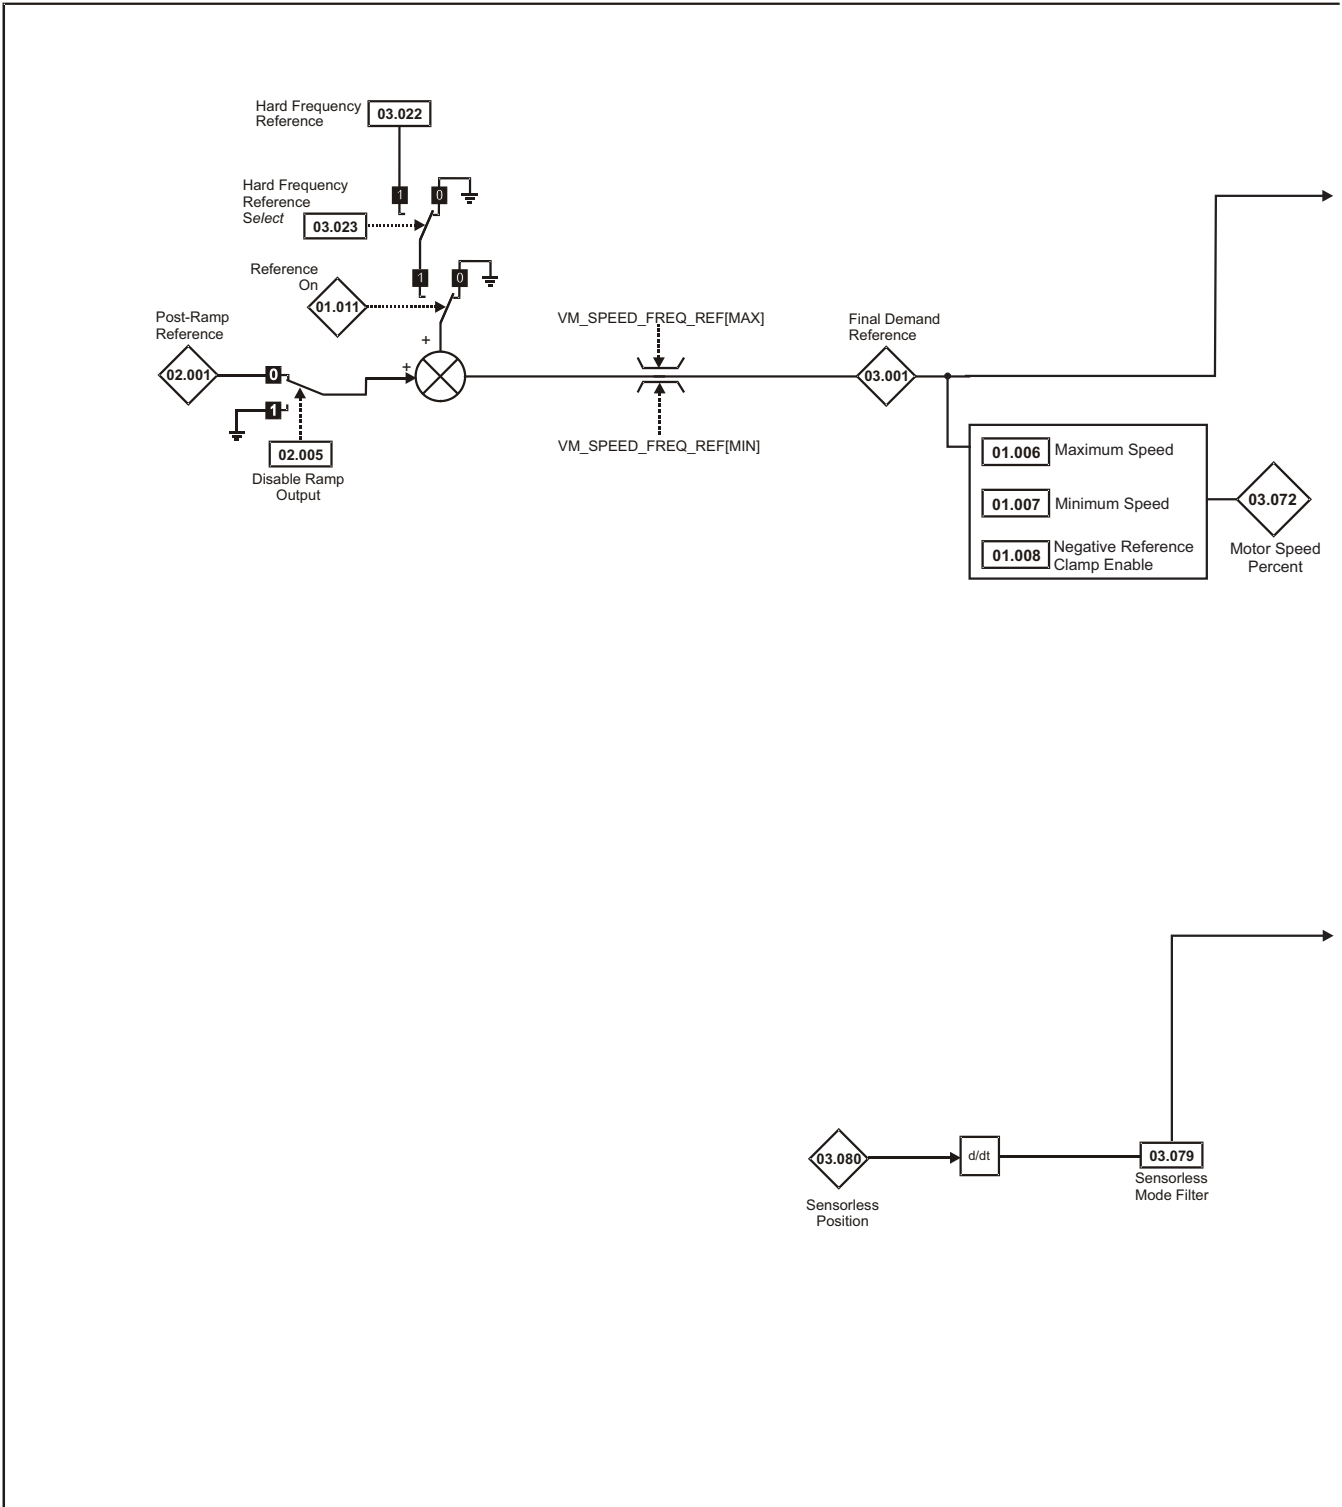 Hard Frequency
Reference
03.022
Hard Frequency
Reference
Select
03.023
1
0
Reference
On
01.011
1
0
Post-Ramp
Reference
02.001
0
1
02.005
Disable Ramp
Output
+
+
VM_SPEED_FREQ_REF[MAX]
VM_SPEED_FREQ_REF[MIN]
Final Demand
Reference
03.001
01.006 Maximum Speed
01.007 Minimum Speed
01.008 Negative Reference
Clamp Enable
03.072
Motor Speed
Percent
03.080
Sensorless
Position
d/dt
03.079
Sensorless
Mode Filter